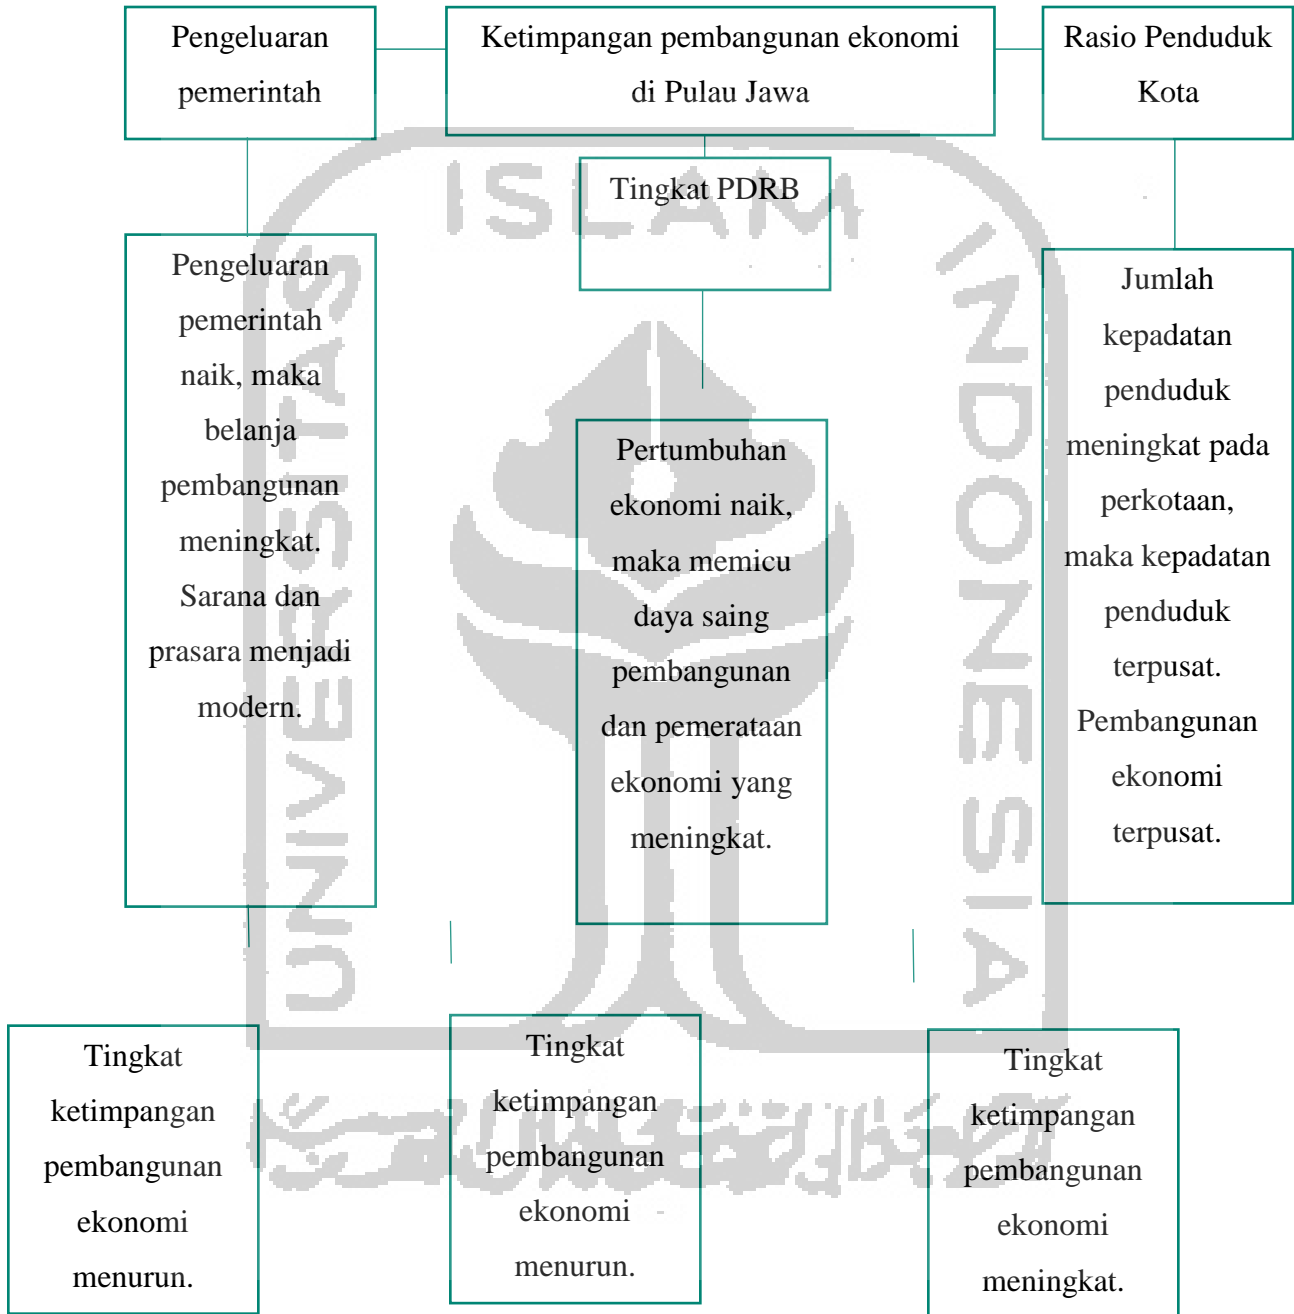 Pengeluaran
pemerintah
Ketimpangan pembangunan ekonomi
di Pulau Jawa
Rasio Penduduk
Kota
Tingkat PDRB
Pengeluaran
pemerintah
naik, maka
belanja
pembangunan
meningkat.
Sarana dan
prasara menjadi
modern.
Pertumbuhan
ekonomi naik,
maka memicu
daya saing
pembangunan
dan pemerataan
ekonomi yang
meningkat.
Jumlah
kepadatan
penduduk
meningkat pada
perkotaan,
maka kepadatan
penduduk
terpusat.
Pembangunan
ekonomi
terpusat.
Tingkat
ketimpangan
pembangunan
ekonomi
menurun.
Tingkat
ketimpangan
pembangunan
ekonomi
menurun.
Tingkat
ketimpangan
pembangunan
ekonomi
meningkat.
UNIVERSITAS
ISLAM
INDONESIA